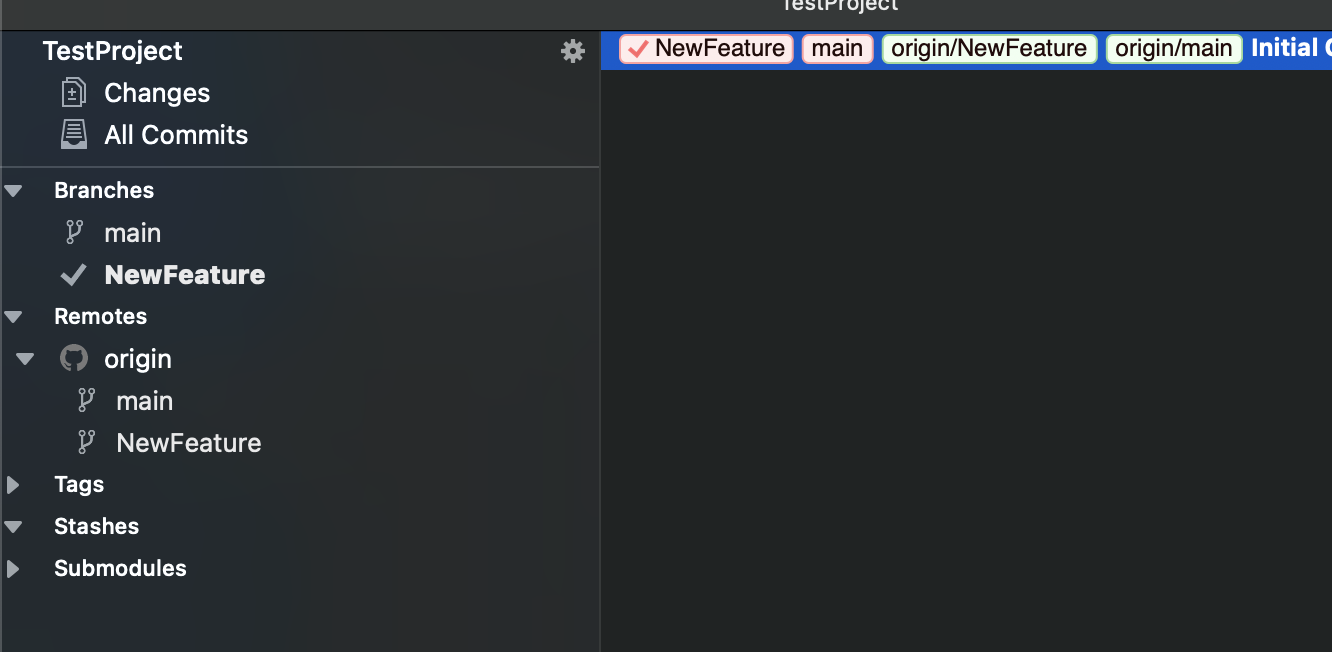 TestProject
TestProject
Changes
All Commits
Branches
main
NewFeature
Remotes
origin
main
NewFeature
Tags
Stashes
Submodules
NewFeature main origin/NewFeature origin/main Initial